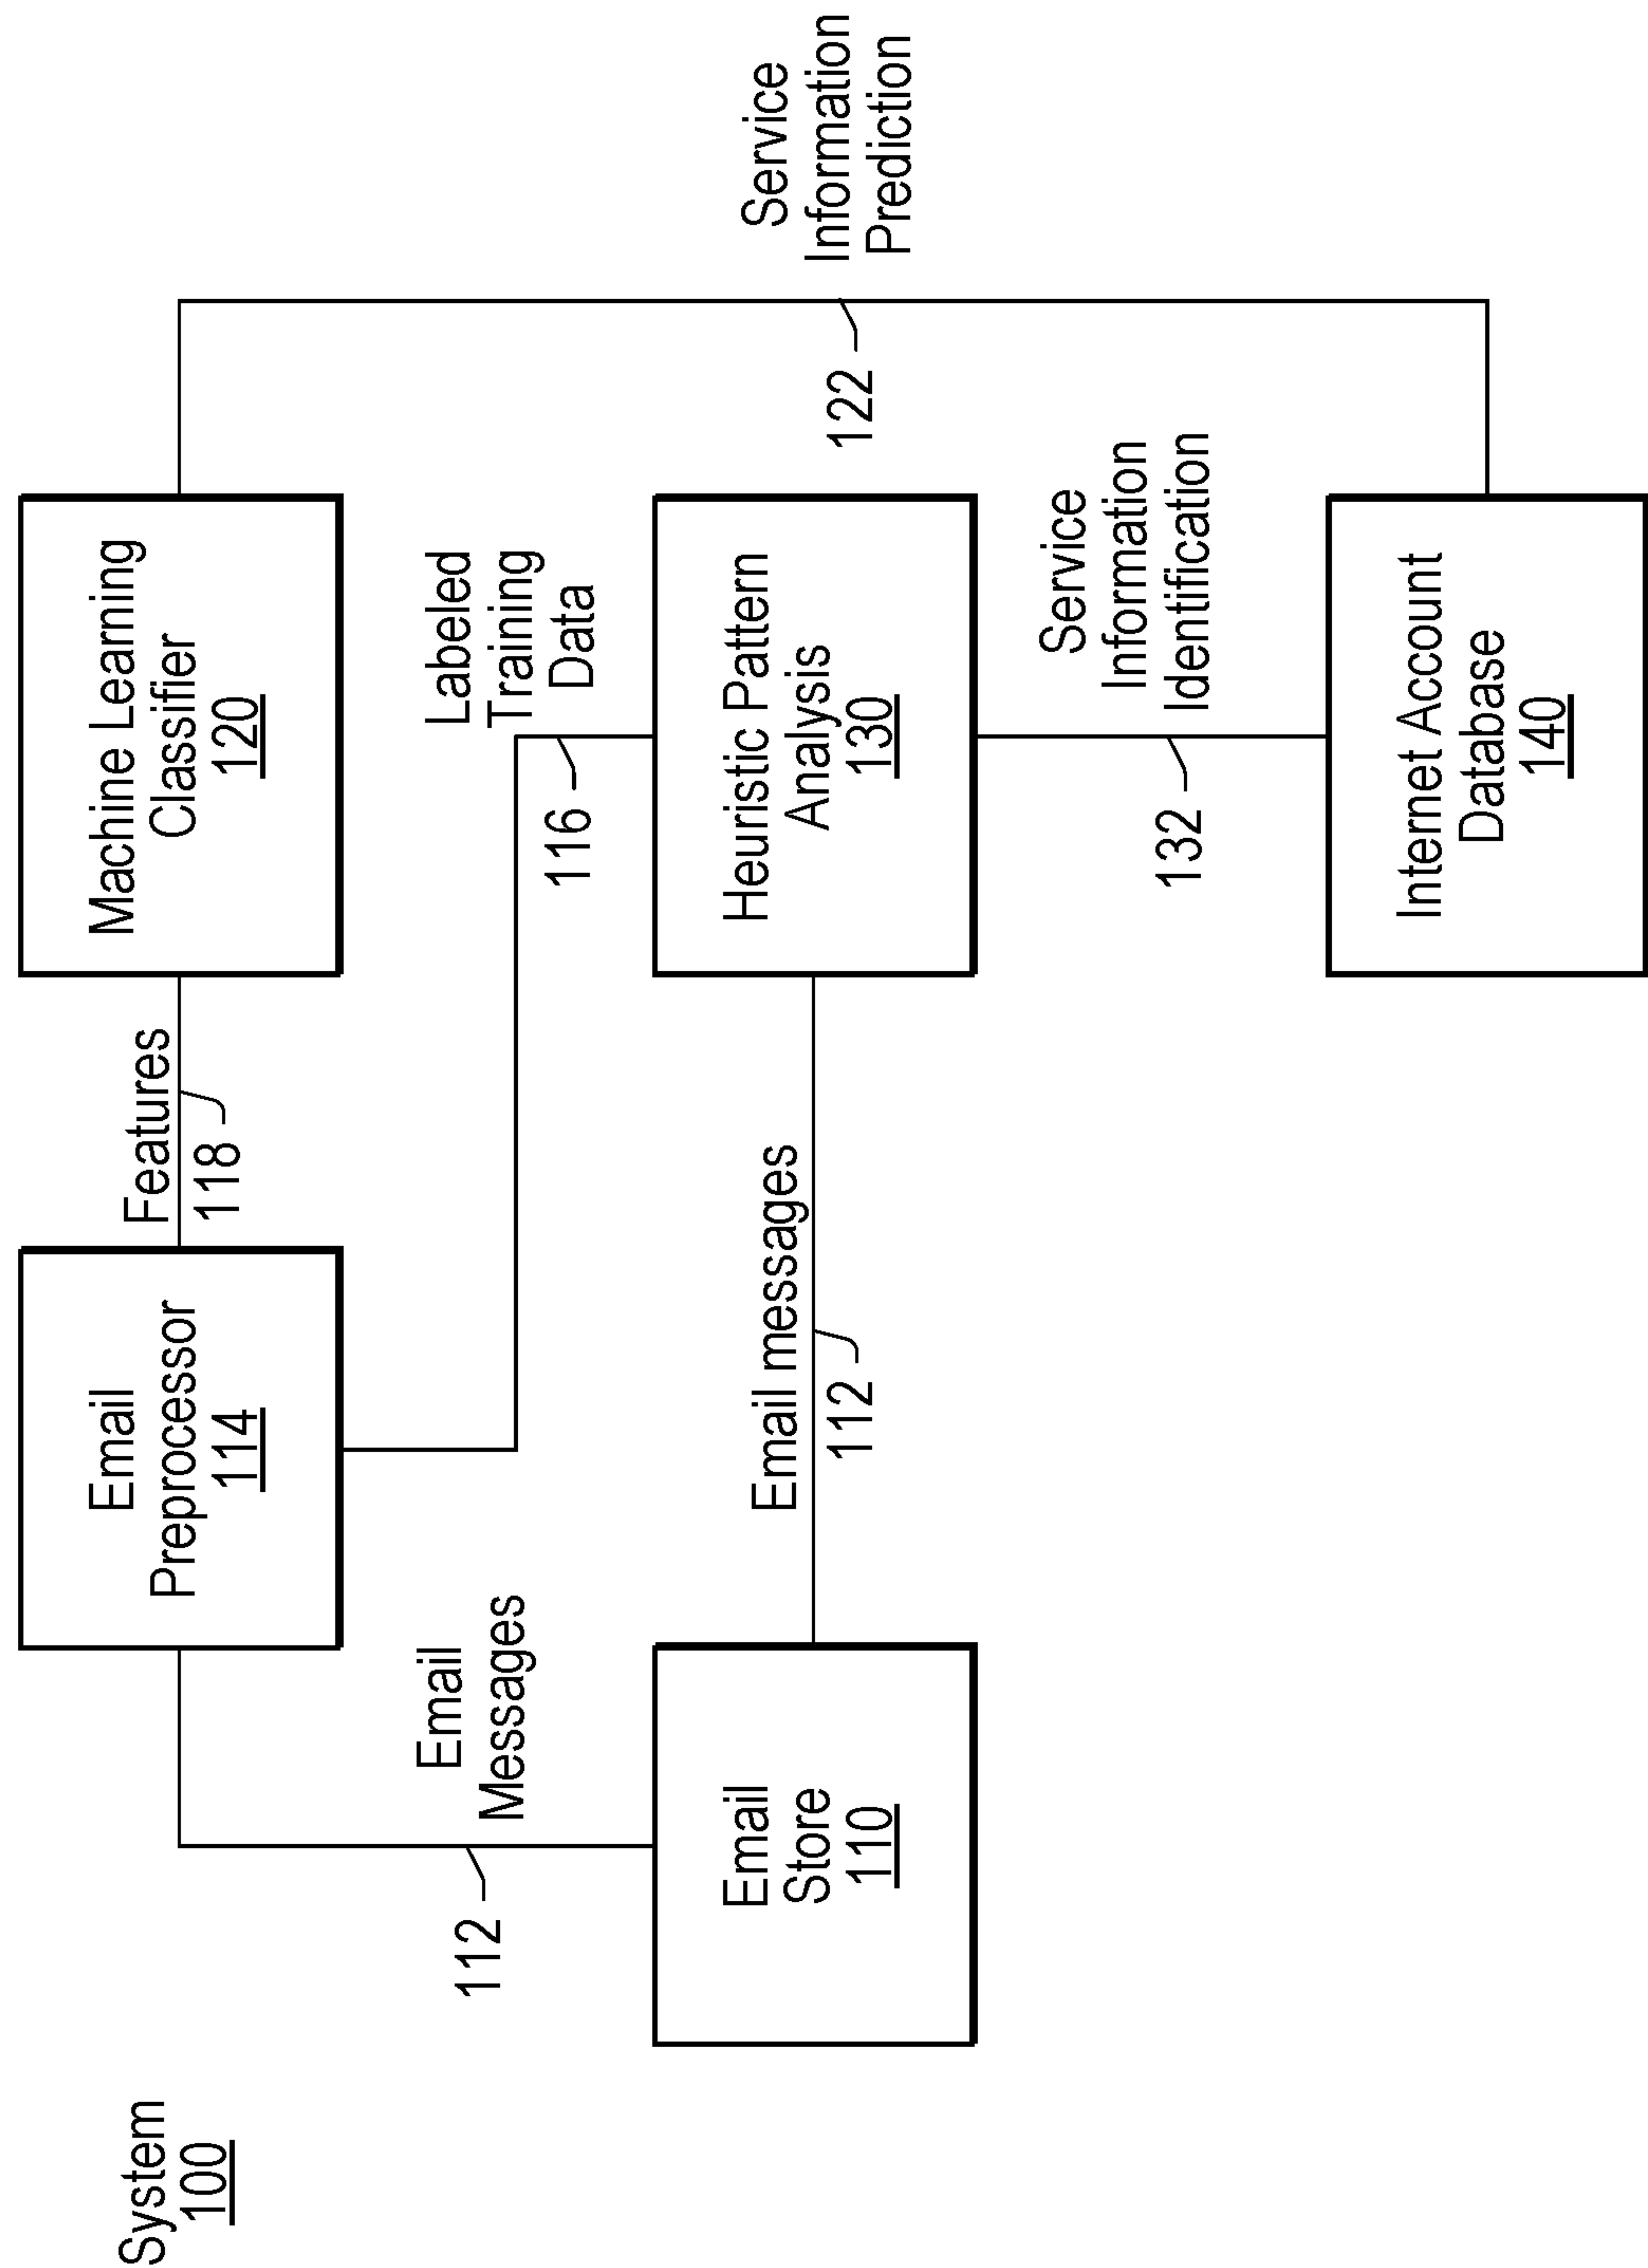 System
100
Email
Preprocessor
114
Features
118
Machine Learning
Classifier
120
Email
Messages
112
Labeled
Training
Data
116
Email
Store
110
Email messages
112
Heuristic Pattern
Analysis
130
Service
Information
Prediction
122
Service
Information
Identification
132
Internet Account
Database
140